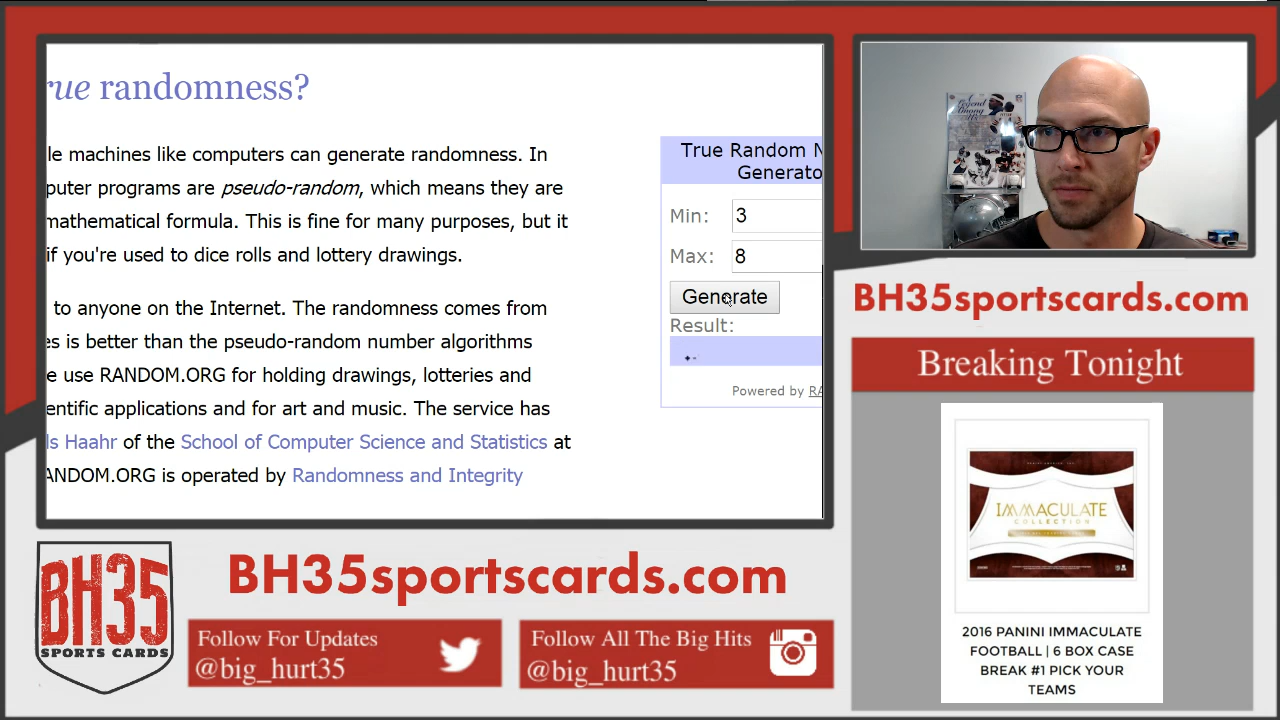 rue randomness?
le machines like computers can generate randomness. In
puter programs are pseudo-random, which means they are
mathematical formula. This is fine for many purposes, but it
if you're used to dice rolls and lottery drawings.
to anyone on the Internet. The randomness comes from
es is better than the pseudo-random number algorithms
e use RANDOM.ORG for holding drawings, lotteries and
entific applications and for art and music. The service has
ls Haahr of the School of Computer Science and Statistics at
ANDOM.ORG is operated by Randomness and Integrity
True Random N
Generato
Min: 3
Max: 8
Generate
Result:
Powered by RA
BH35sportscards.com
Breaking Tonight
IMMACULATE
COLLECTION
2016 PANINI IMMACULATE
FOOTBALL | 6 BOX CASE
BREAK #1 PICK YOUR
TEAMS
BH35
SPORTS CARDS
BH35sportscards.com
Follow For Updates
@big_hurt35
Follow All The Big Hits
@big_hurt35